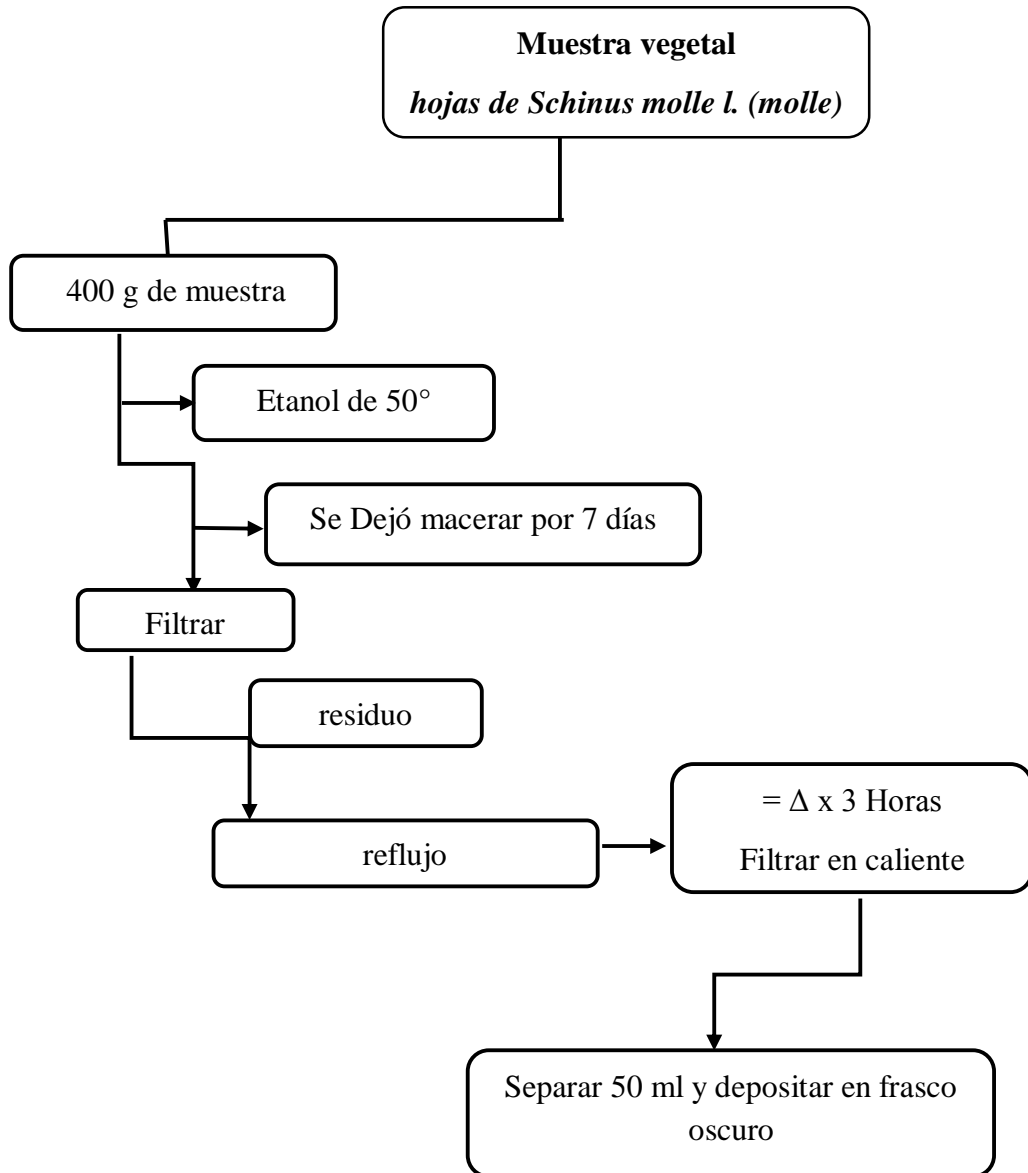 Muestra vegetal
hojas de Schinus molle l. (molle)
400 g de muestra
Etanol de 50°
Se Dejó macerar por 7 días
Filtrar
residuo
= Δ x 3 Horas
Filtrar en caliente
reflujo
Separar 50 ml y depositar en frasco
oscuro